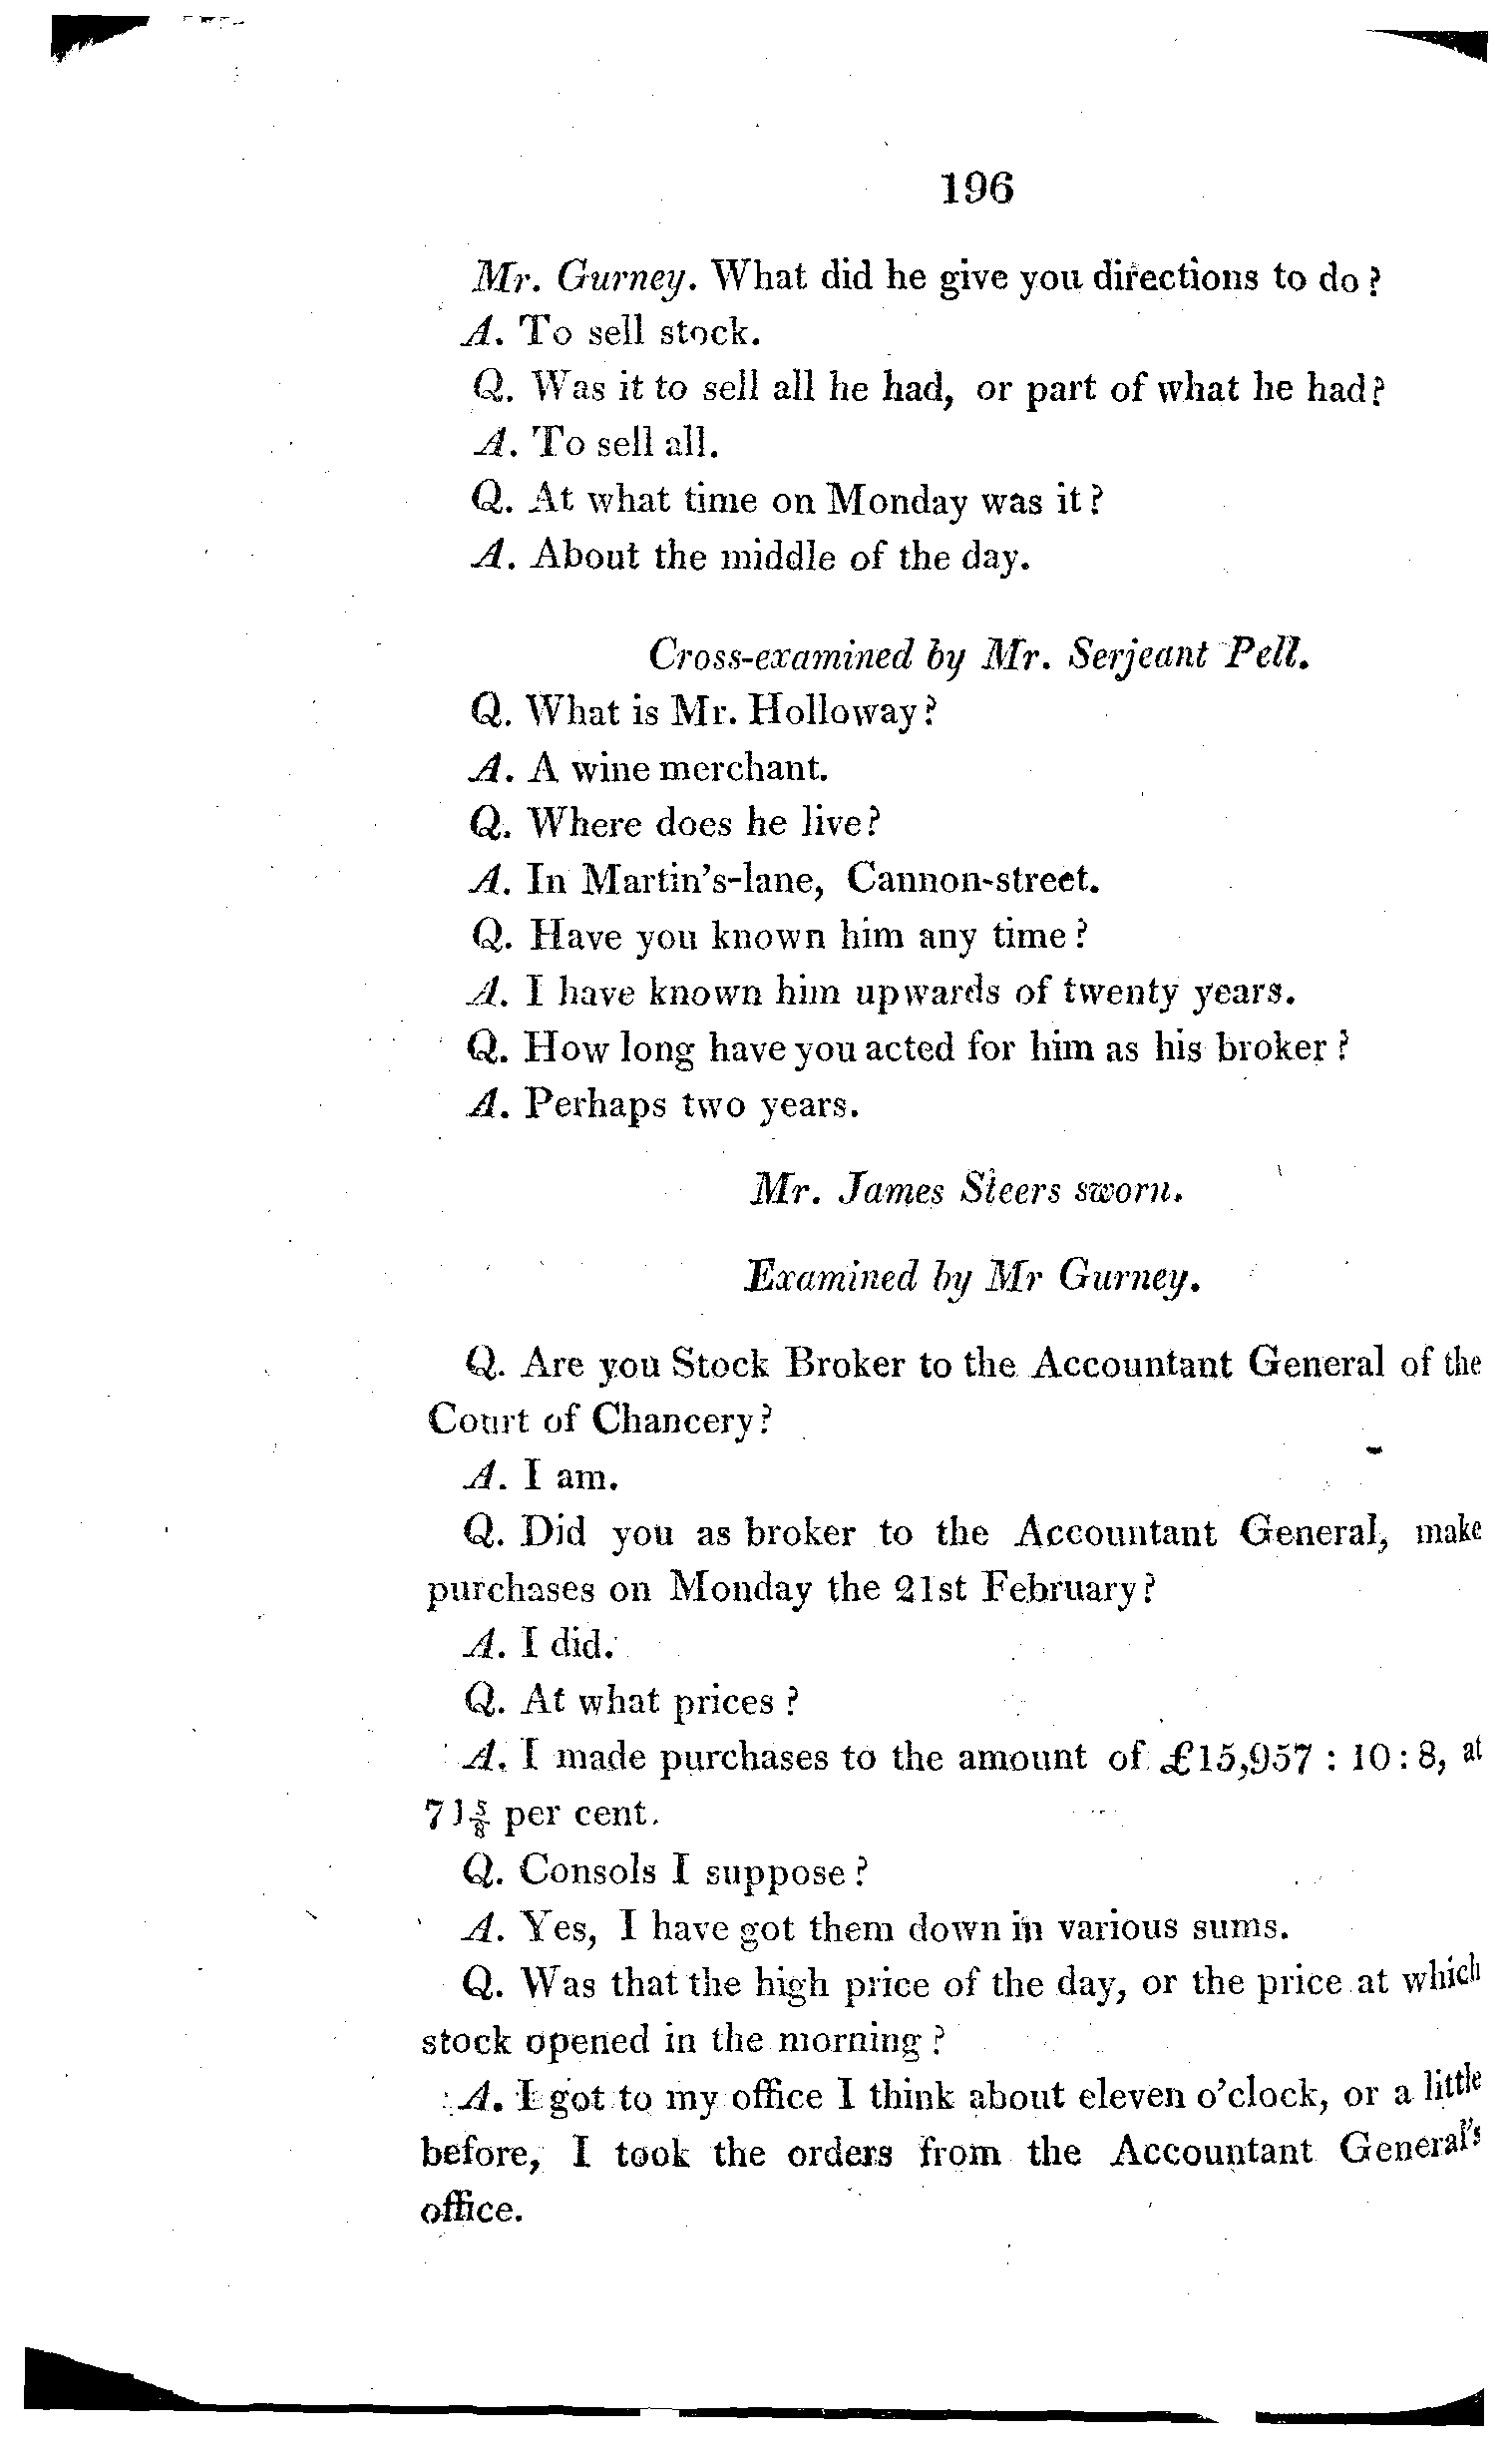 196
Mr. Gurney. What did he give you directions to do?
A. To sell stock.
Q. Was it to sell all he had, or part of what he had?
A. To sell all.
Q. At what time on Monday was it?
A. About the middle of the day.
Cross-examined by Mr. Serjeant Pell.
Q. What is Mr. Holloway?
A. A wine merchant.
Q. Where does he live?
A. In Martin's-lane, Cannon-street.
Q. Have you known him any time?
A. I have known him upwards of twenty years.
Q. How long have you acted for him as his broker?
A. Perhaps two years.
Mr. James Steers sworn.
Examined by Mr Gurney.
Q. Are you Stock Broker to the Accountant General of the
Court of Chancery?
A. I am.
Q. Did you as broker to the Accountant General, make
purchases on Monday the 21st February?
A. I did.
Q. At what prices?
A. I made purchases to the amount of £15,957 : 10 : 8, at
71⅝ per cent.
Q. Consols I suppose?
A. Yes, I have got them down in various sums.
Q. Was that the high price of the day, or the price at which
stock opened in the morning?
A. I got to my office I think about eleven o'clock, or a little
before, I took the orders from the Accountant General's
office.